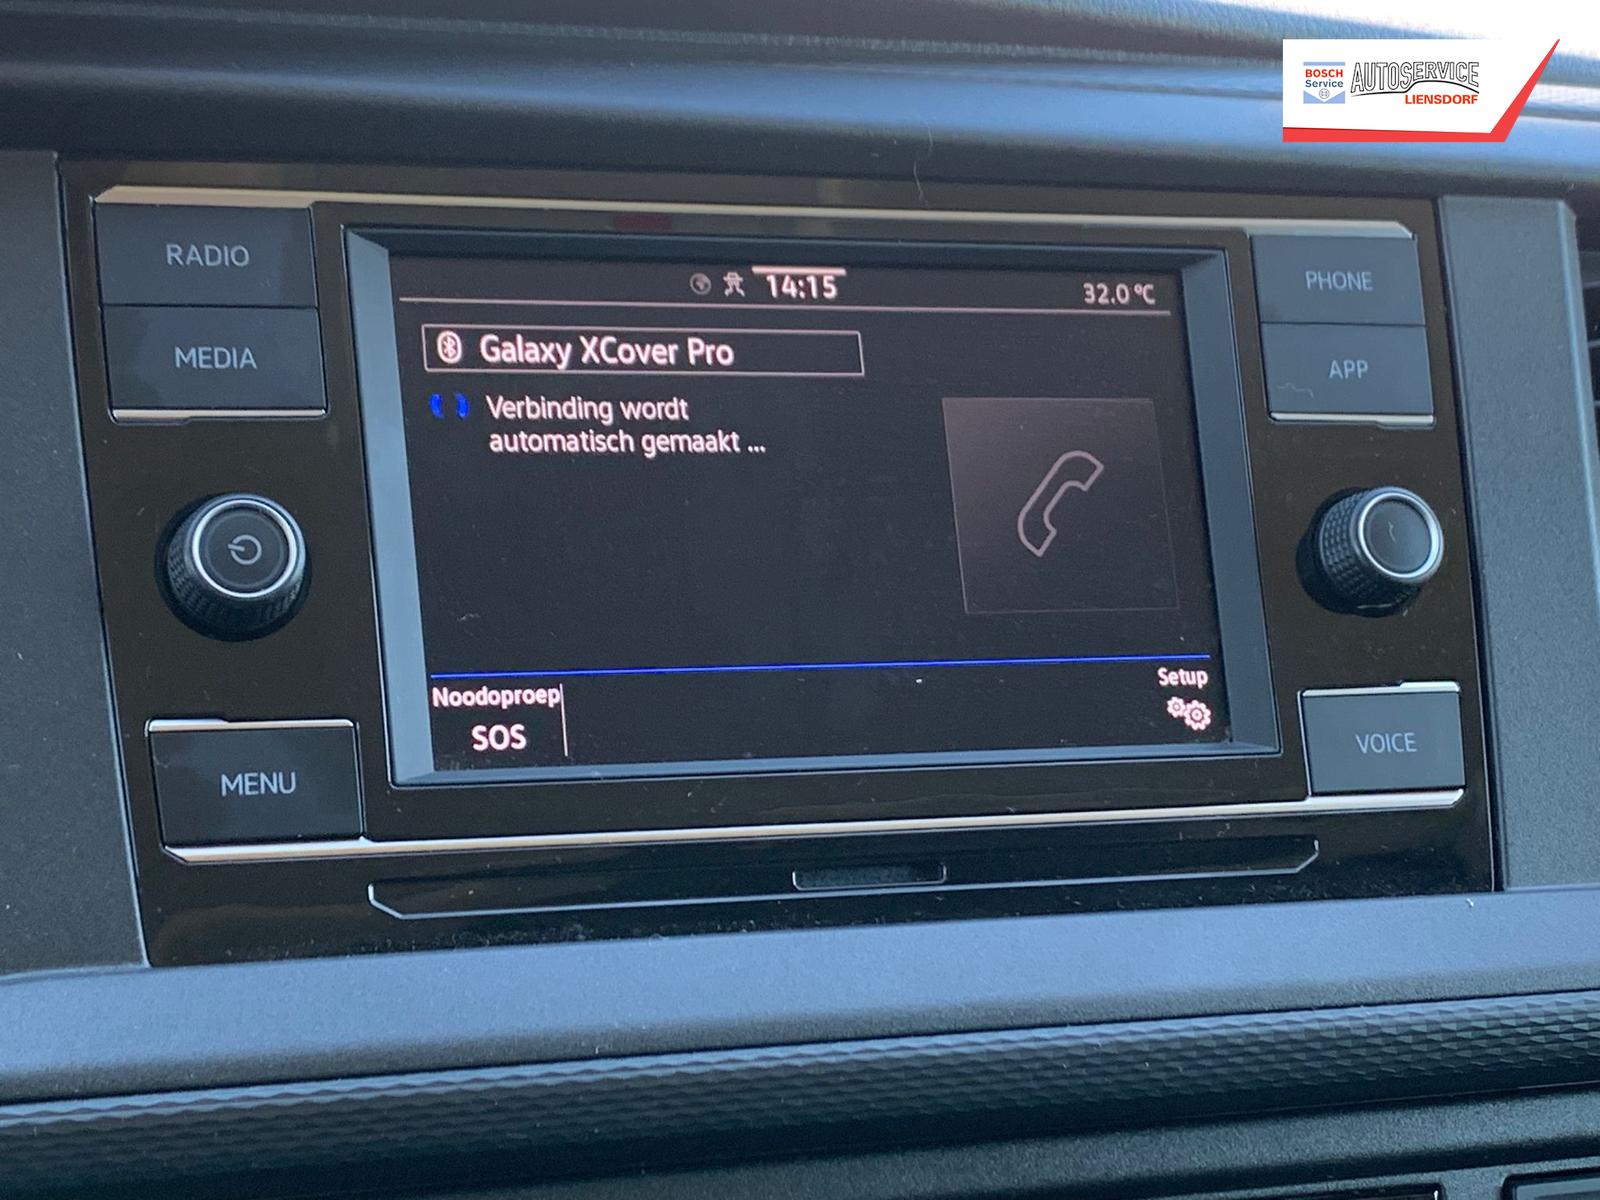 BOSCH
Service
AUTOSERVICE
LIENSDORF
RADIO
MEDIA
MENU
14:15
32.0 °C
Galaxy XCover Pro
Verbinding wordt
automatisch gemaakt ...
Noodoproep
SOS
Setup
PHONE
APP
VOICE